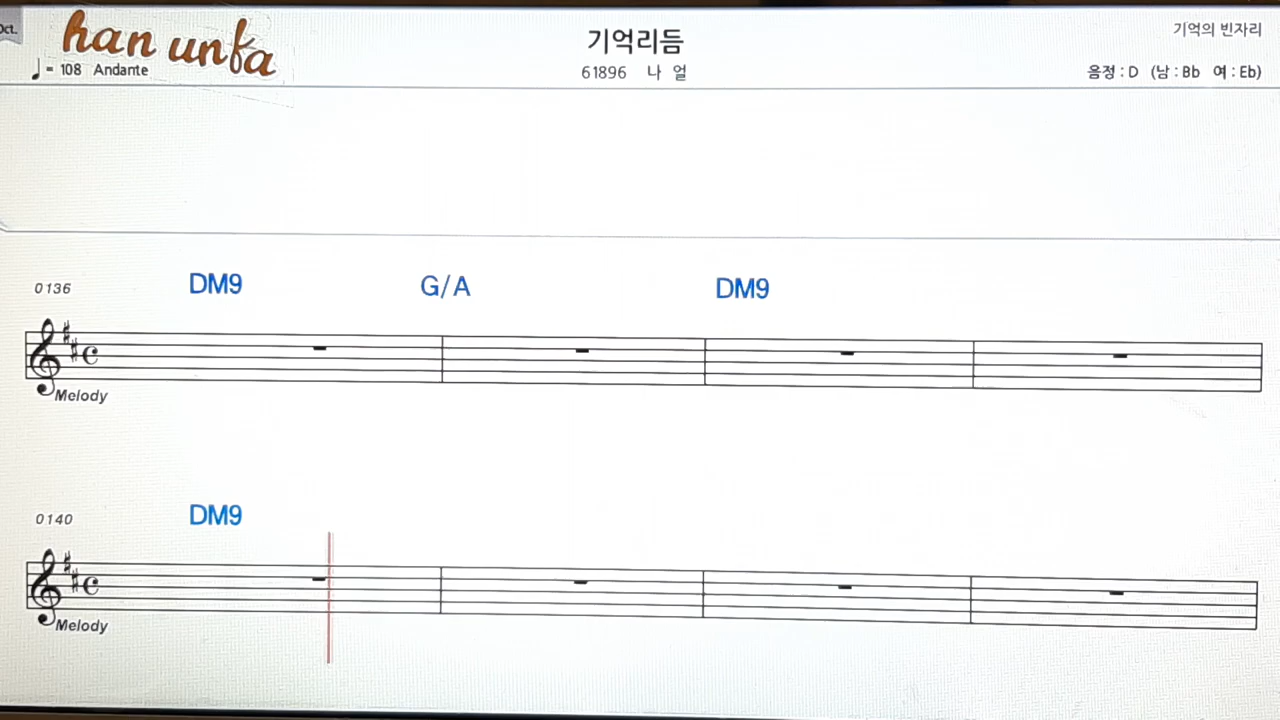 Oct.
han unfa
기억의 빈자리
기억리듬
♩= 108 Andante
61896 나 얼
음정 : D (남 : Bb 여 : Eb)
0136 DM9 G/A DM9
Melody
0140 DM9
Melody